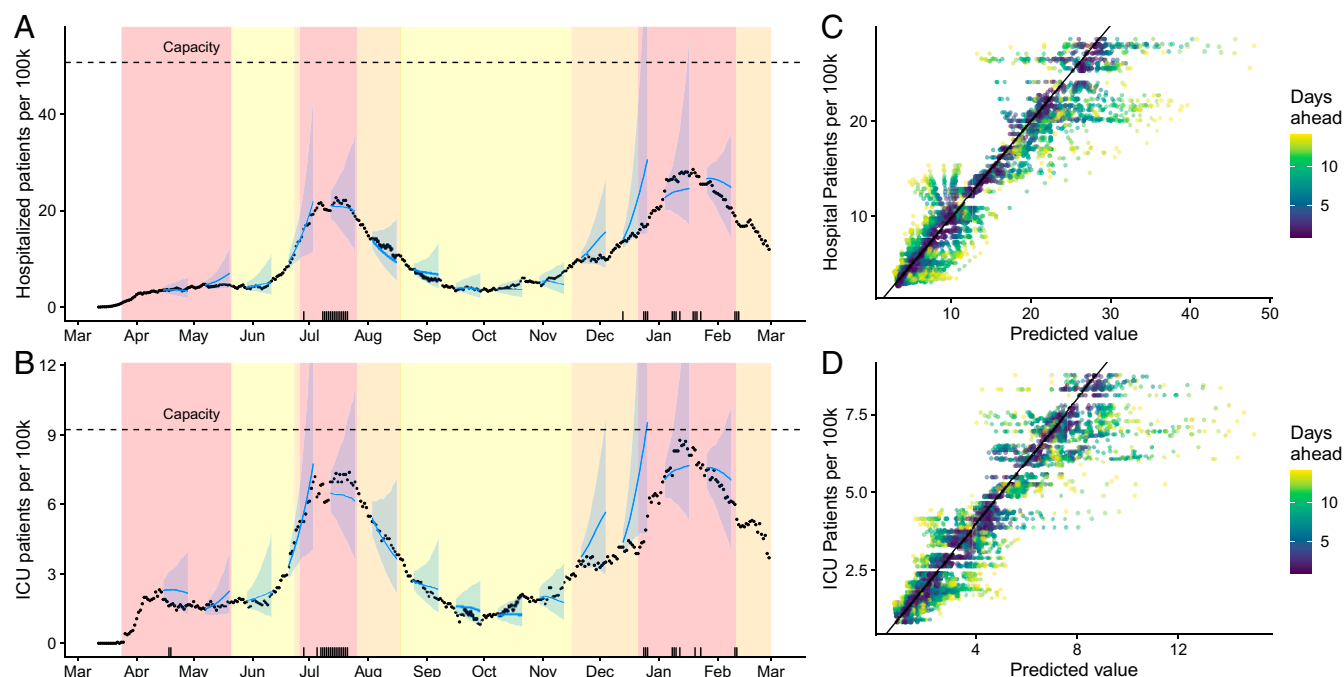 A
Hospitalized patients per 100k
Capacity
40
20
0
Mar Apr May Jun Jul Aug Sep Oct Nov Dec Jan Feb Mar
B
ICU patients per 100k
Capacity
12
9
6
3
0
Mar Apr May Jun Jul Aug Sep Oct Nov Dec Jan Feb Mar
C
Hospital Patients per 100k
20
10
10 20 30 40 50
Predicted value
Days
ahead
10
5
D
ICU Patients per 100k
7.5
5.0
2.5
4 8 12
Predicted value
Days
ahead
10
5